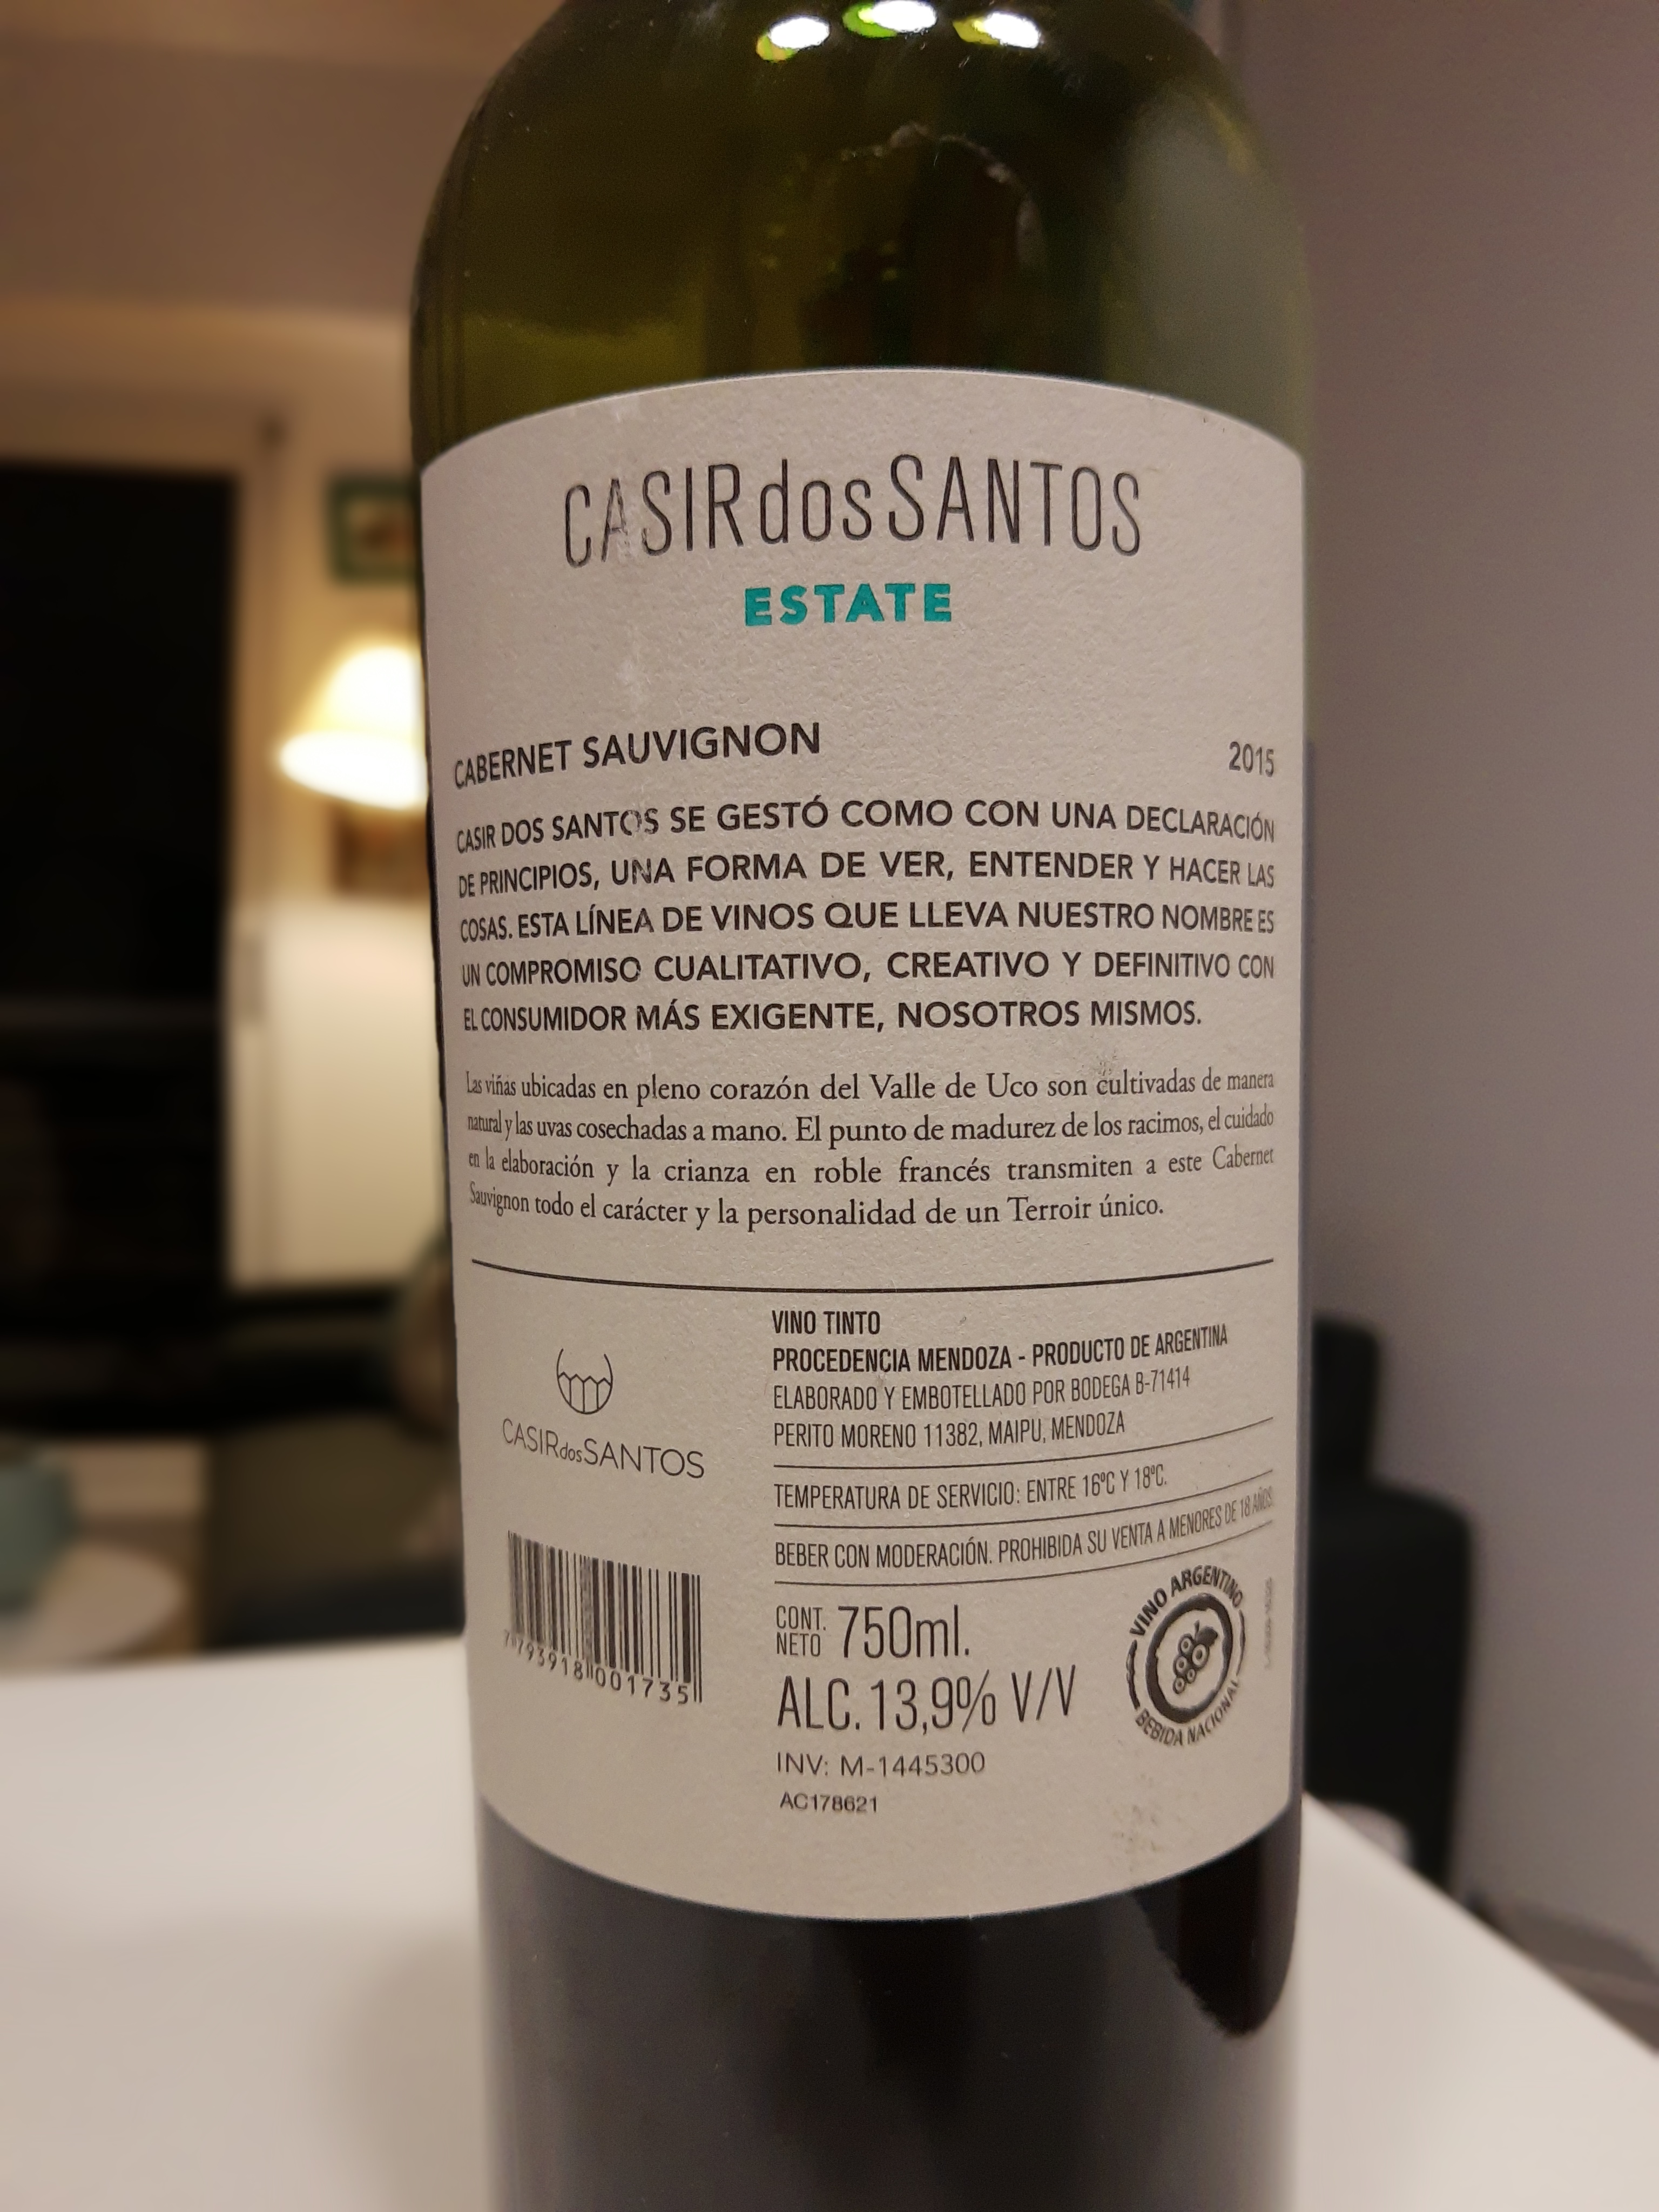 CASIR dos SANTOS
ESTATE
CABERNET SAUVIGNON 2015
CASIR DOS SANTOS SE GESTÓ COMO CON UNA DECLARACIÓN
DE PRINCIPIOS, UNA FORMA DE VER, ENTENDER Y HACER LAS
COSAS. ESTA LÍNEA DE VINOS QUE LLEVA NUESTRO NOMBRE ES
UN COMPROMISO CUALITATIVO, CREATIVO Y DEFINITIVO CON
EL CONSUMIDOR MÁS EXIGENTE, NOSOTROS MISMOS.
Las viñas ubicadas en pleno corazón del Valle de Uco son cultivadas de manera
natural y las uvas cosechadas a mano. El punto de madurez de los racimos, el cuidado
en la elaboración y la crianza en roble francés transmiten a este Cabernet
Sauvignon todo el carácter y la personalidad de un Terroir único.
VINO TINTO
PROCEDENCIA MENDOZA - PRODUCTO DE ARGENTINA
ELABORADO Y EMBOTELLADO POR BODEGA B-71414
PERITO MORENO 11382, MAIPU, MENDOZA
CASIR dos SANTOS
TEMPERATURA DE SERVICIO: ENTRE 16ºC Y 18ºC.
BEBER CON MODERACIÓN. PROHIBIDA SU VENTA A MENORES DE 18 AÑOS.
7793918001735
CONT. NETO 750ml.
ALC. 13,9% V/V
INV: M-1445300
AC178621
VINO ARGENTINO
BEBIDA NACIONAL